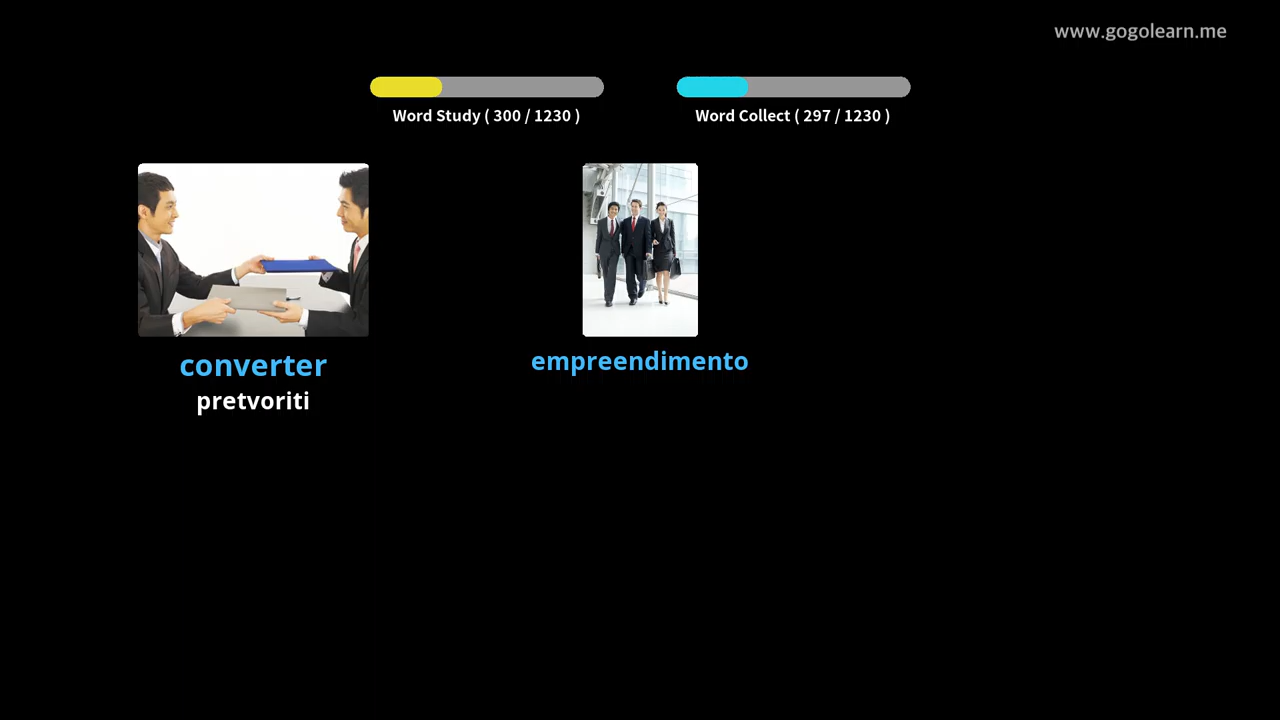 www.gogolearn.me
Word Study ( 300 / 1230 )
Word Collect ( 297 / 1230 )
converter
pretvoriti
empreendimento